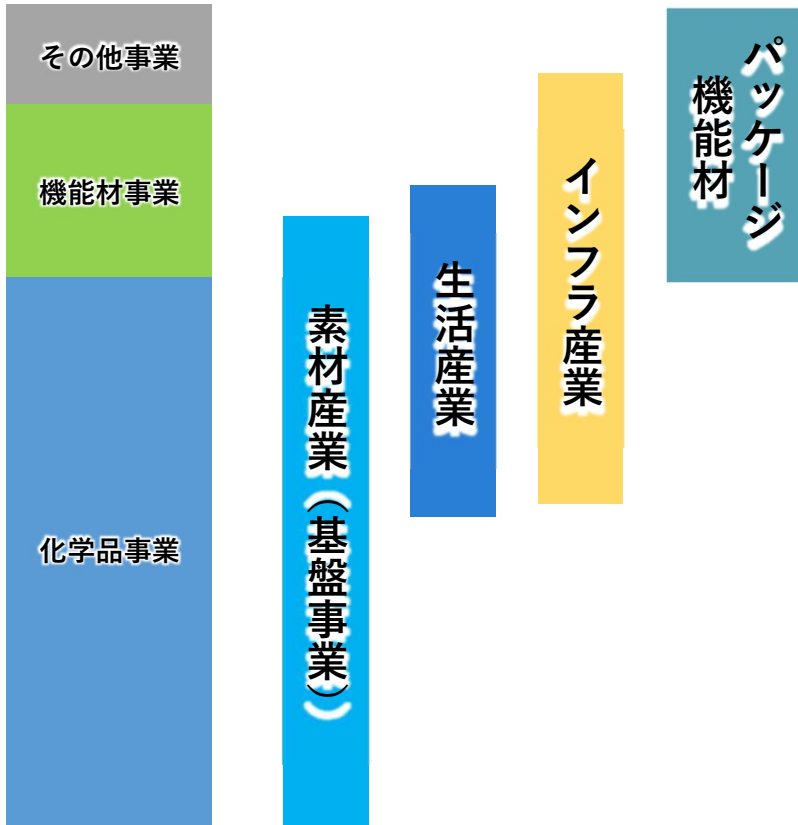 その他事業
機能材事業
化学品事業
素材産業（基盤事業）
生活産業
インフラ産業
パッケージ
機能材